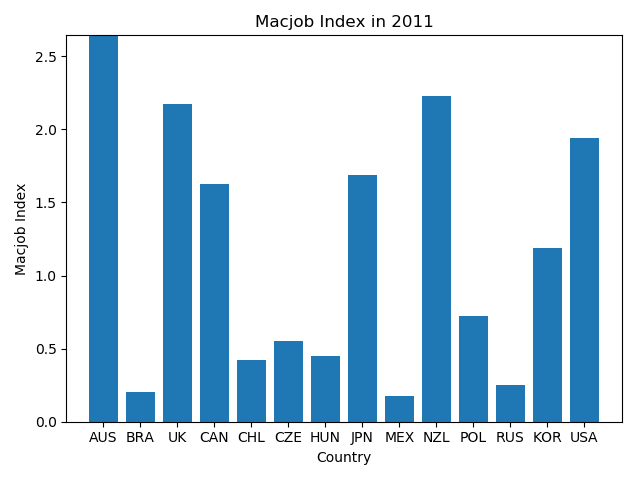 Macjob Index in 2011
Macjob Index
2.5
2.0
1.5
1.0
0.5
0.0
AUS BRA UK CAN CHL CZE HUN JPN MEX NZL POL RUS KOR USA
Country